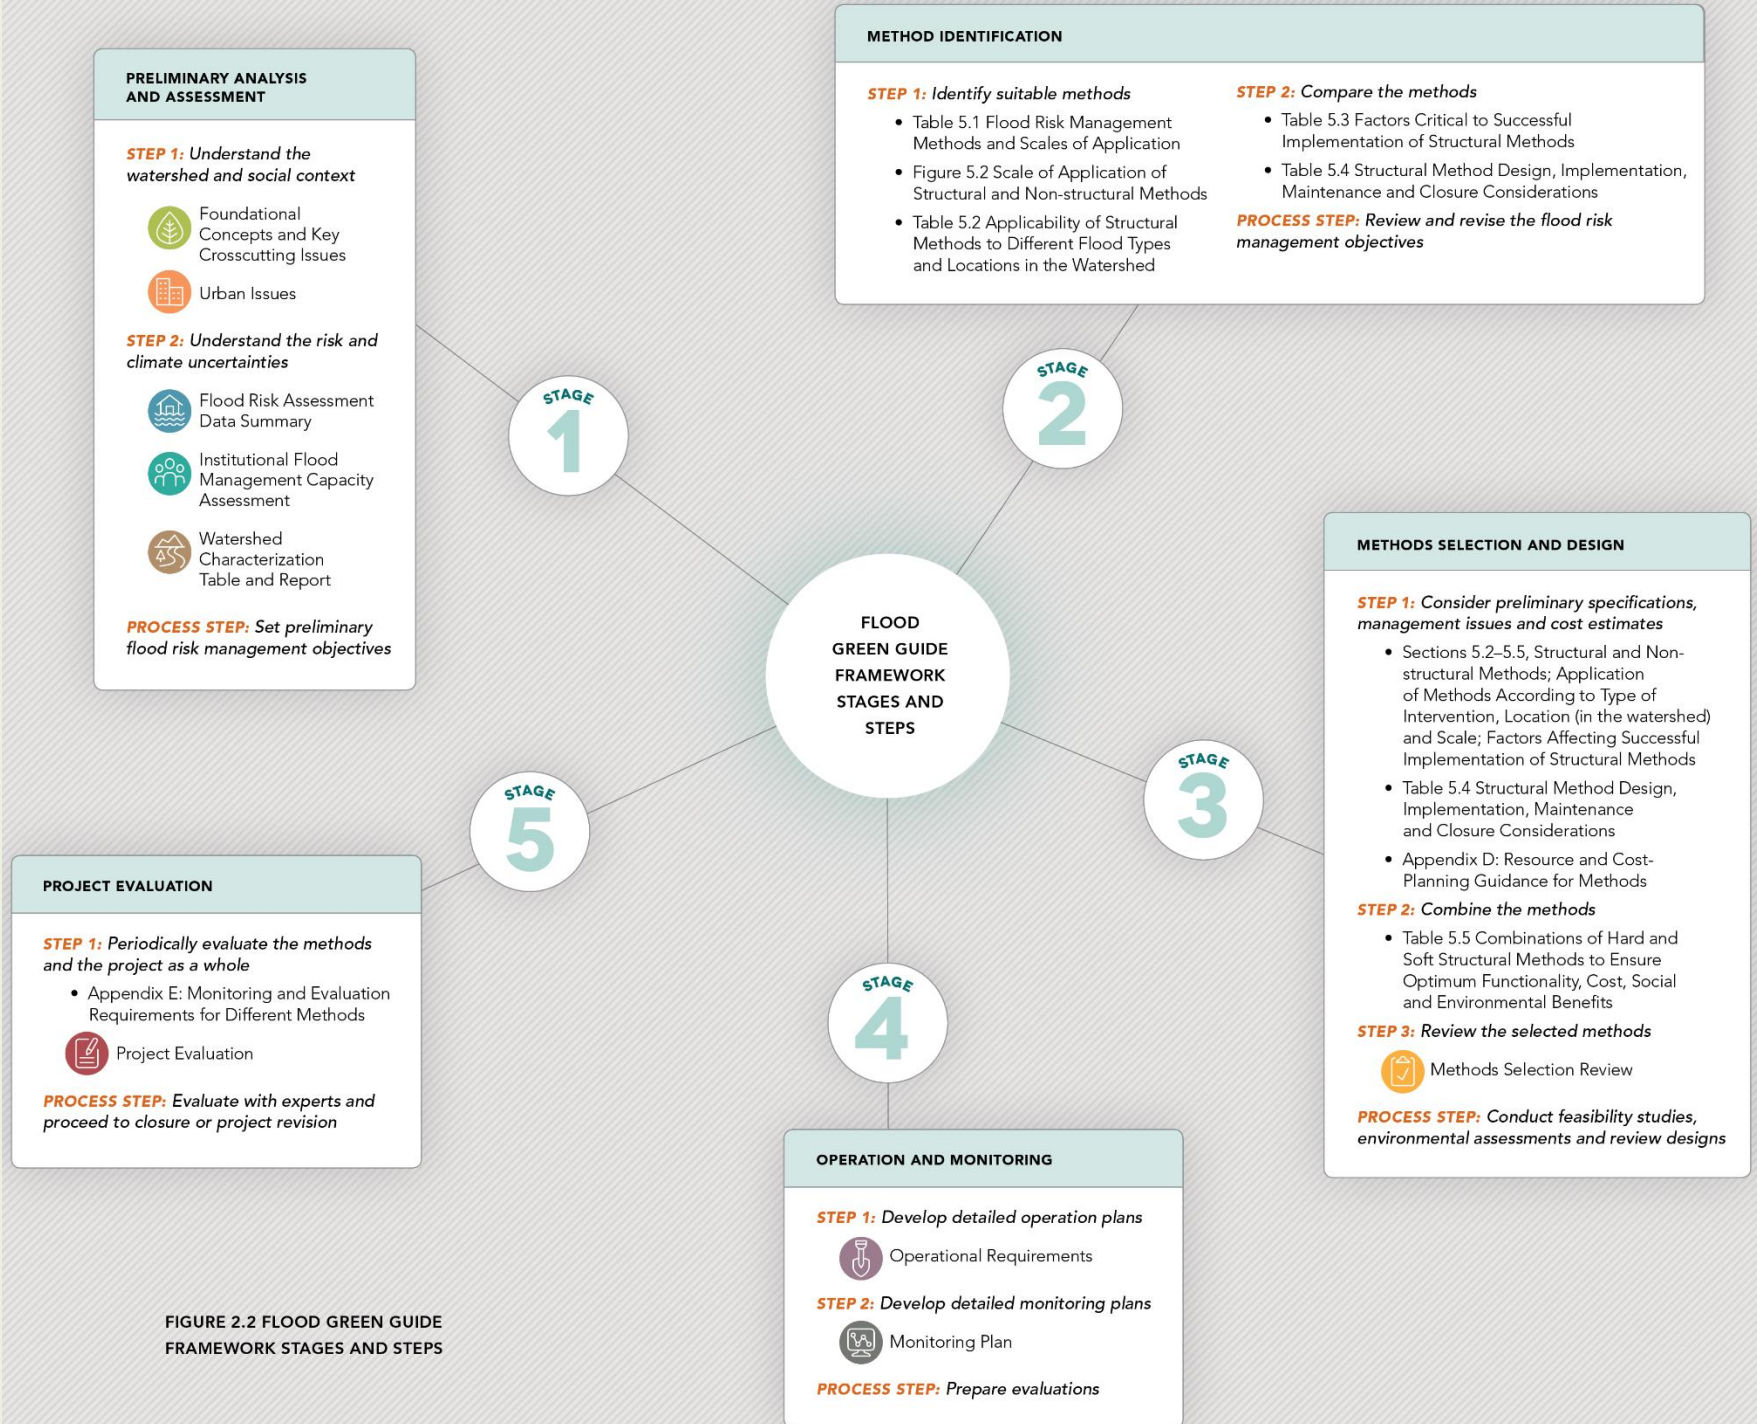 PRELIMINARY ANALYSIS
AND ASSESSMENT
STEP 1: Understand the
watershed and social context
Foundational
Concepts and Key
Crosscutting Issues
Urban Issues
STEP 2: Understand the risk and
climate uncertainties
Flood Risk Assessment
Data Summary
Institutional Flood
Management Capacity
Assessment
Watershed
Characterization
Table and Report
PROCESS STEP: Set preliminary
flood risk management objectives
STAGE
1
METHOD IDENTIFICATION
STEP 1: Identify suitable methods
• Table 5.1 Flood Risk Management
Methods and Scales of Application
• Figure 5.2 Scale of Application of
Structural and Non-structural Methods
• Table 5.2 Applicability of Structural
Methods to Different Flood Types
and Locations in the Watershed
STEP 2: Compare the methods
• Table 5.3 Factors Critical to Successful
Implementation of Structural Methods
• Table 5.4 Structural Method Design, Implementation,
Maintenance and Closure Considerations
PROCESS STEP: Review and revise the flood risk
management objectives
STAGE
2
FLOOD
GREEN GUIDE
FRAMEWORK
STAGES AND
STEPS
STAGE
3
METHODS SELECTION AND DESIGN
STEP 1: Consider preliminary specifications,
management issues and cost estimates
• Sections 5.2–5.5, Structural and Non-
structural Methods; Application
of Methods According to Type of
Intervention, Location (in the watershed)
and Scale; Factors Affecting Successful
Implementation of Structural Methods
• Table 5.4 Structural Method Design,
Implementation, Maintenance
and Closure Considerations
• Appendix D: Resource and Cost-
Planning Guidance for Methods
STEP 2: Combine the methods
• Table 5.5 Combinations of Hard and
Soft Structural Methods to Ensure
Optimum Functionality, Cost, Social
and Environmental Benefits
STEP 3: Review the selected methods
Methods Selection Review
PROCESS STEP: Conduct feasibility studies,
environmental assessments and review designs
STAGE
4
OPERATION AND MONITORING
STEP 1: Develop detailed operation plans
Operational Requirements
STEP 2: Develop detailed monitoring plans
Monitoring Plan
PROCESS STEP: Prepare evaluations
STAGE
5
PROJECT EVALUATION
STEP 1: Periodically evaluate the methods
and the project as a whole
• Appendix E: Monitoring and Evaluation
Requirements for Different Methods
Project Evaluation
PROCESS STEP: Evaluate with experts and
proceed to closure or project revision
FIGURE 2.2 FLOOD GREEN GUIDE
FRAMEWORK STAGES AND STEPS